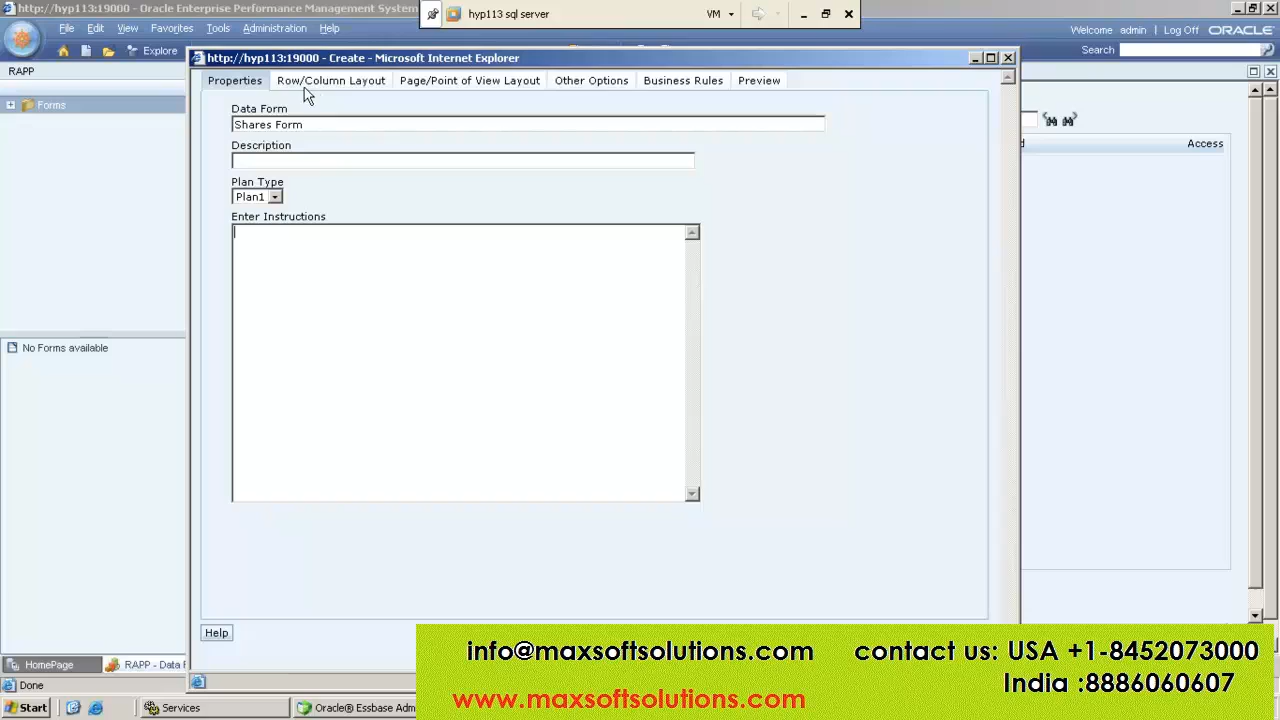 http://hyp113:19000 - Oracle Enterprise Performance Management System
hyp113 sql server
VM
File Edit View Favorites Tools Administration Help
Welcome admin Log Off ORACLE
Explore
Search
RAPP
http://hyp113:19000 - Create - Microsoft Internet Explorer
Properties Row/Column Layout Page/Point of View Layout Other Options Business Rules Preview
Forms
Data Form
Shares Form
Description
Access
Plan Type
Plan1
Enter Instructions
No Forms available
Help
HomePage RAPP - Data F
Done
Start Services Oracle® Essbase Adm
info@maxsoftsolutions.com contact us: USA +1-8452073000
India :8886060607
www.maxsoftsolutions.com